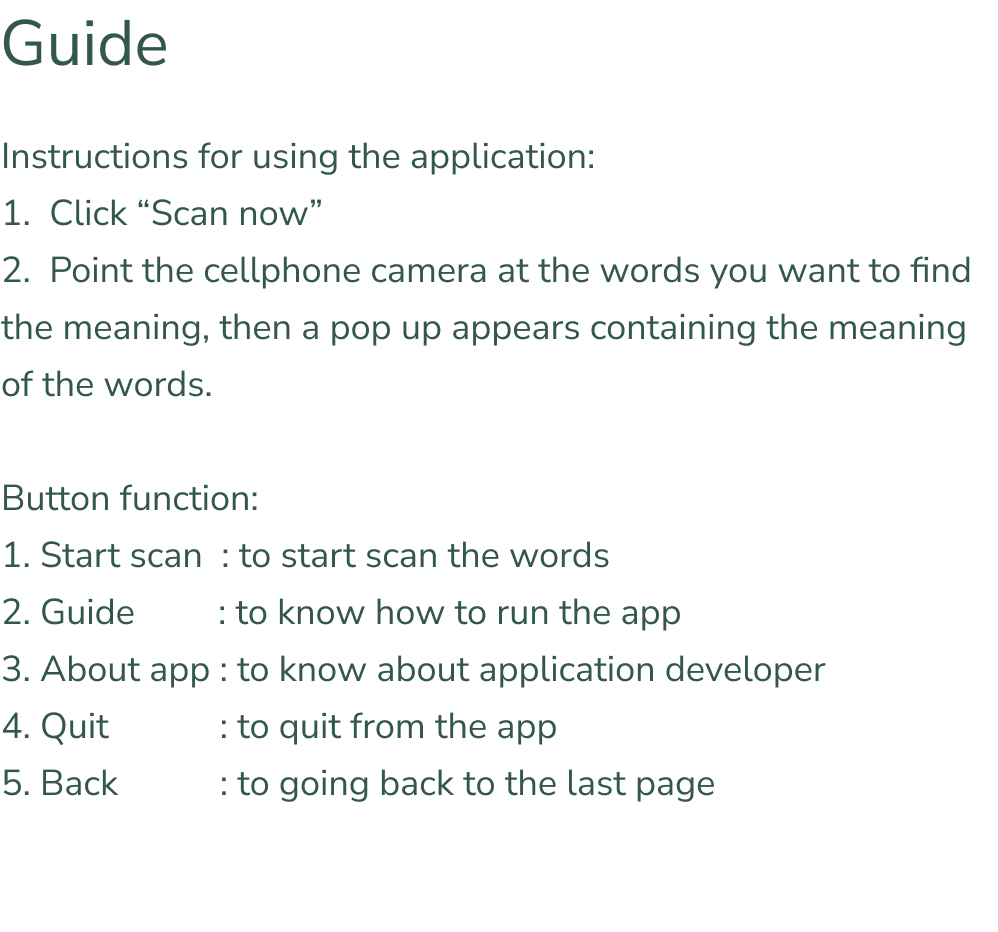 Guide
Instructions for using the application:
1. Click “Scan now”
2. Point the cellphone camera at the words you want to find
the meaning, then a pop up appears containing the meaning
of the words.
Button function:
1. Start scan : to start scan the words
2. Guide : to know how to run the app
3. About app : to know about application developer
4. Quit : to quit from the app
5. Back : to going back to the last page